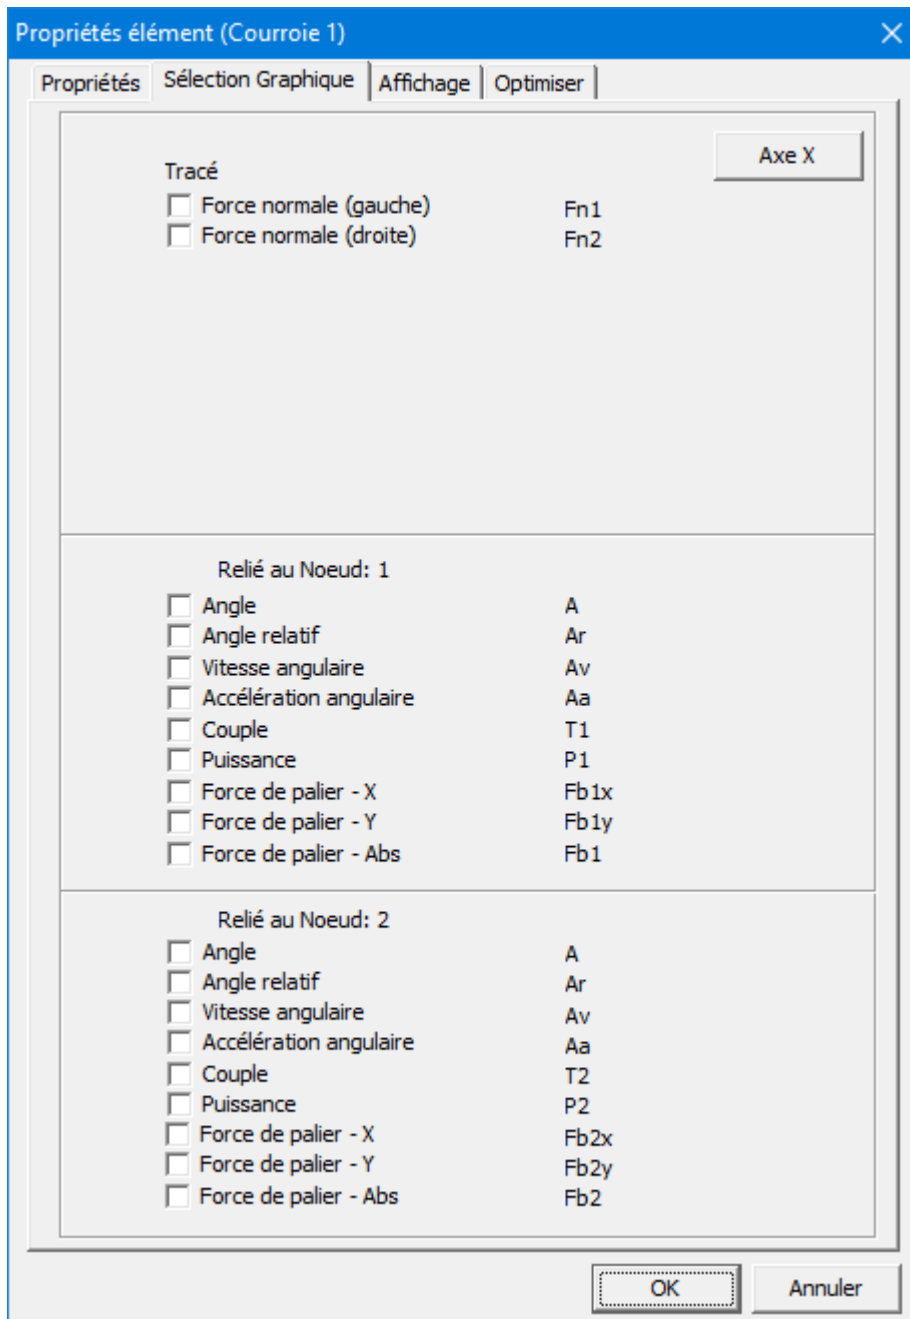 Propriétés élément (Courroie 1)
Propriétés Sélection Graphique Affichage Optimiser
Axe X
Tracé
Force normale (gauche) Fn1
Force normale (droite) Fn2
Relié au Noeud: 1
Angle A
Angle relatif Ar
Vitesse angulaire Av
Accélération angulaire Aa
Couple T1
Puissance P1
Force de palier - X Fb1x
Force de palier - Y Fb1y
Force de palier - Abs Fb1
Relié au Noeud: 2
Angle A
Angle relatif Ar
Vitesse angulaire Av
Accélération angulaire Aa
Couple T2
Puissance P2
Force de palier - X Fb2x
Force de palier - Y Fb2y
Force de palier - Abs Fb2
OK Annuler